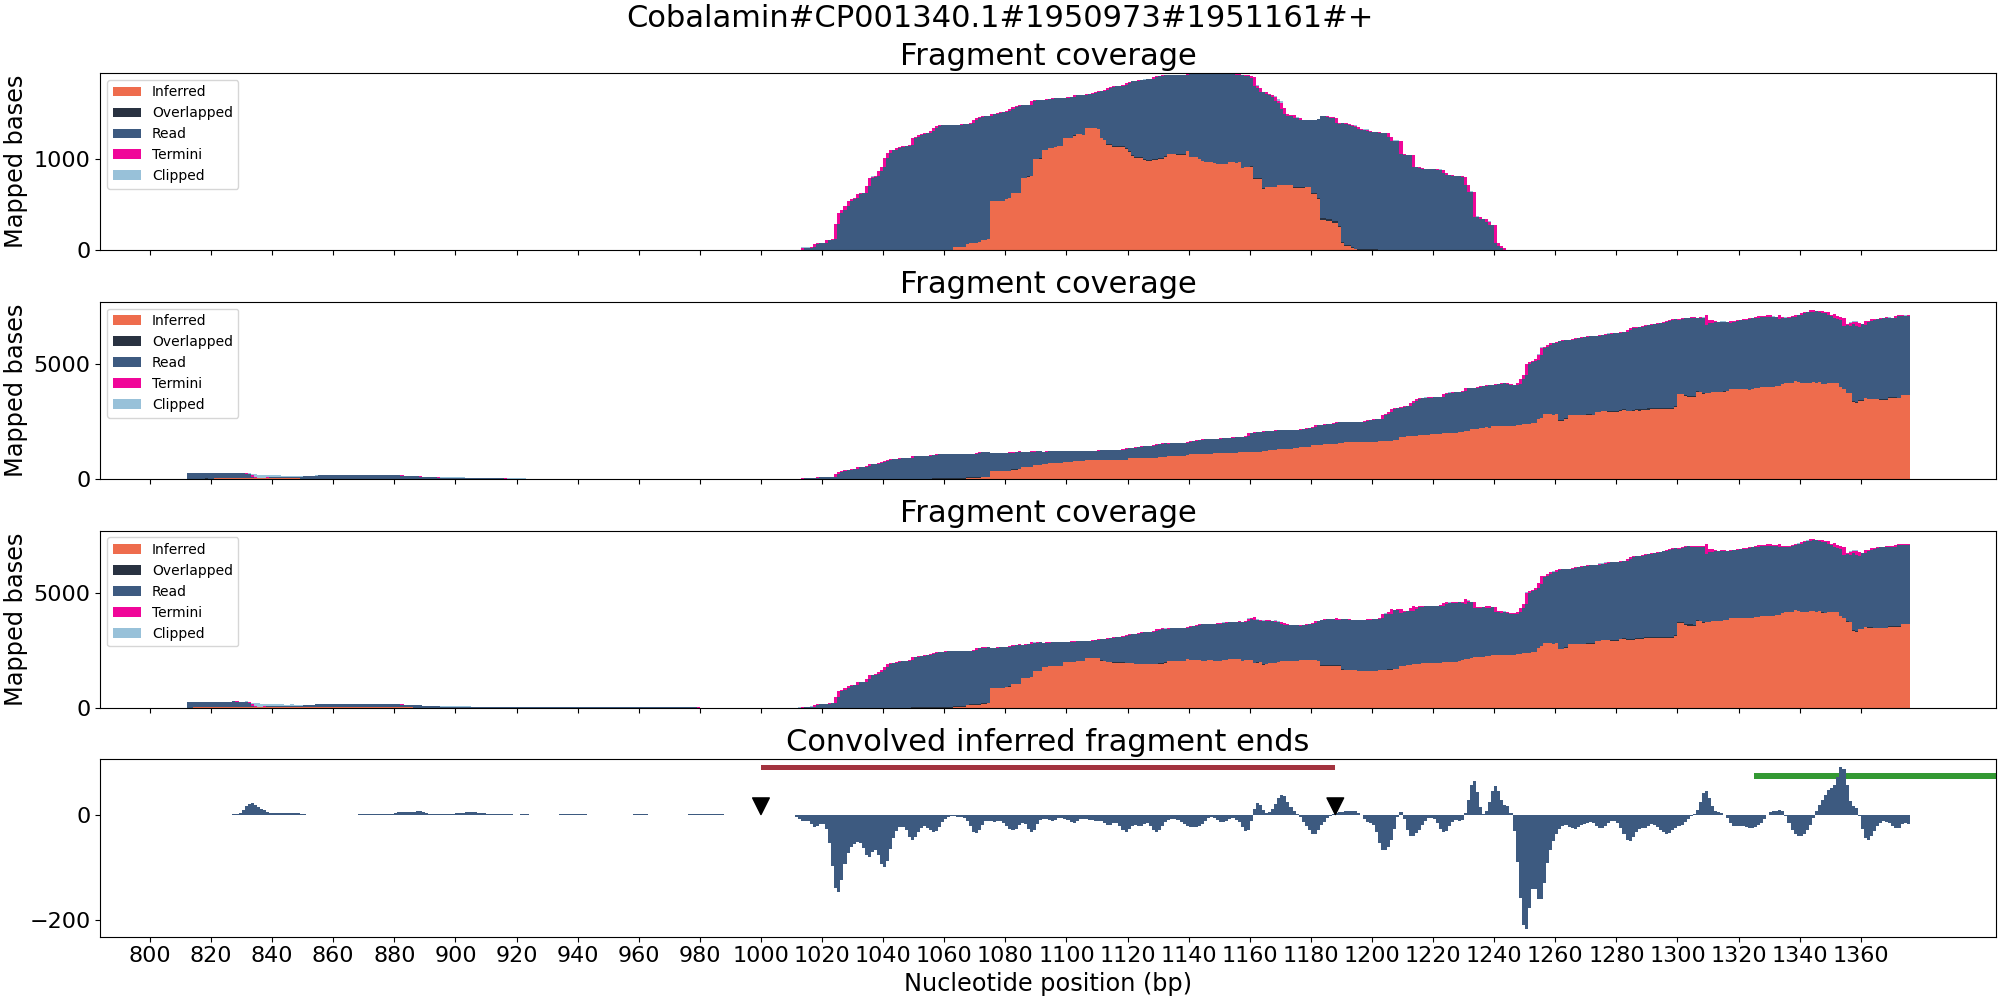 Cobalamin#CP001340.1#1950973#1951161#+
Fragment coverage
Mapped bases
1000
0
Inferred
Overlapped
Read
Termini
Clipped
Fragment coverage
Mapped bases
5000
0
Inferred
Overlapped
Read
Termini
Clipped
Fragment coverage
Mapped bases
5000
0
Inferred
Overlapped
Read
Termini
Clipped
Convolved inferred fragment ends
0
−200
800 820 840 860 880 900 920 940 960 980 1000 1020 1040 1060 1080 1100 1120 1140 1160 1180 1200 1220 1240 1260 1280 1300 1320 1340 1360
Nucleotide position (bp)